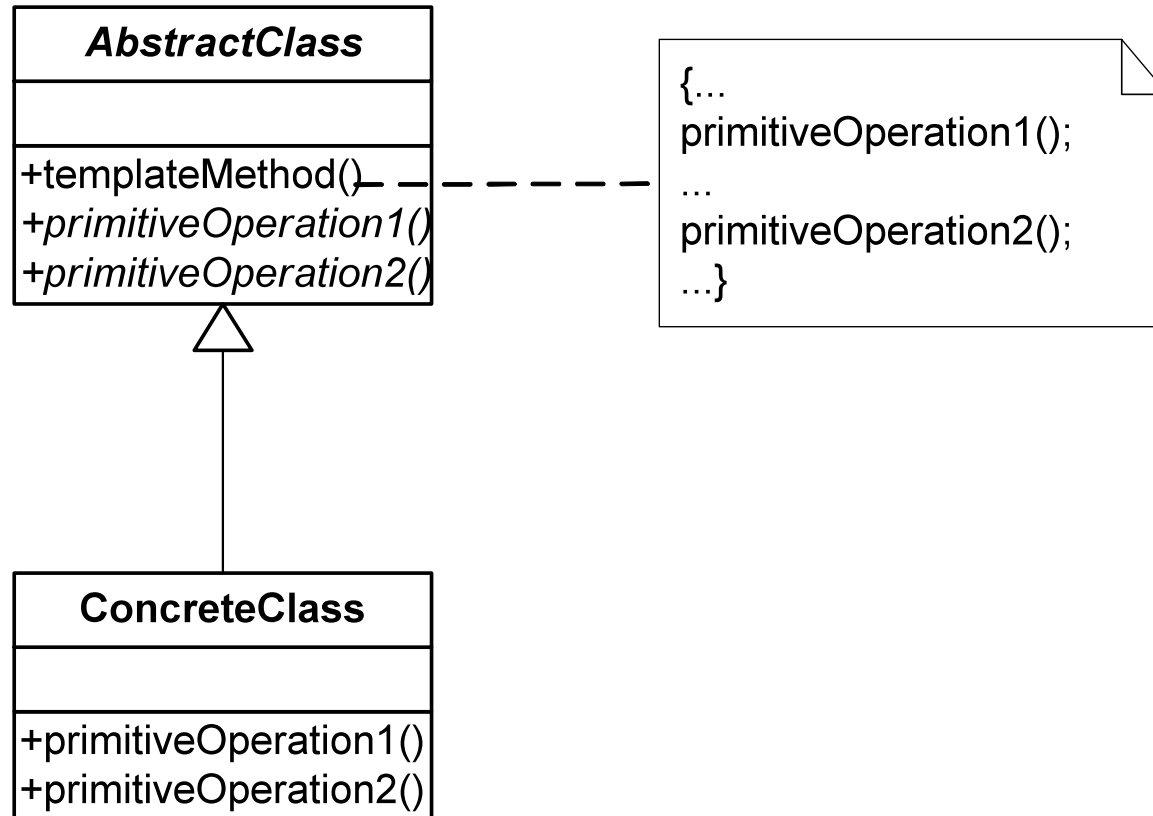 AbstractClass
+templateMethod()
+primitiveOperation1()
+primitiveOperation2()
{...
primitiveOperation1();
...
primitiveOperation2();
...}
ConcreteClass
+primitiveOperation1()
+primitiveOperation2()